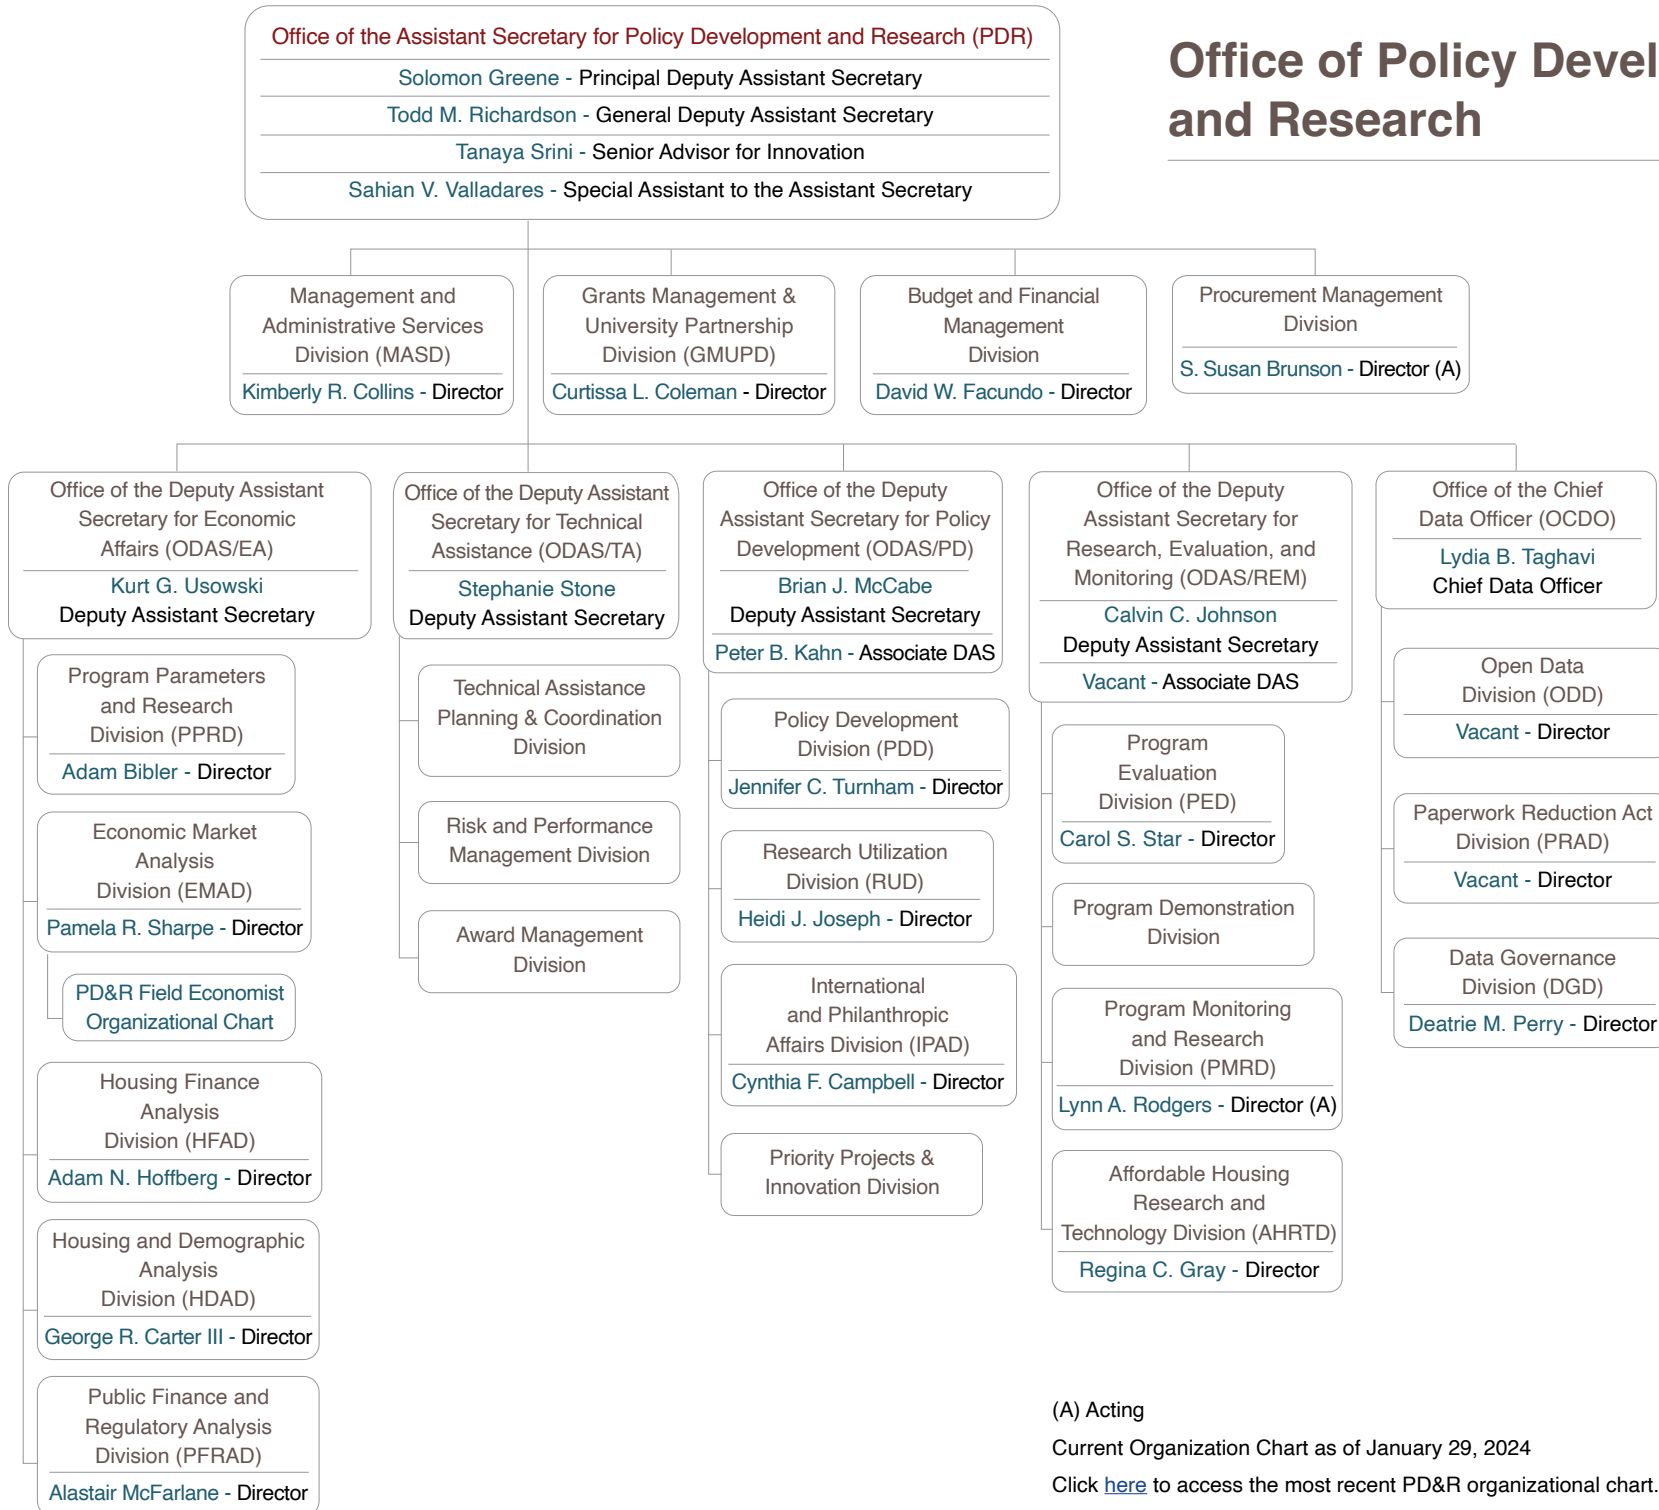 Office of the Assistant Secretary for Policy Development and Research (PDR)
Solomon Greene - Principal Deputy Assistant Secretary
Todd M. Richardson - General Deputy Assistant Secretary
Tanaya Srini - Senior Advisor for Innovation
Sahian V. Valladares - Special Assistant to the Assistant Secretary
Office of Policy Devel
and Research
Management and
Administrative Services
Division (MASD)
Kimberly R. Collins - Director
Grants Management &
University Partnership
Division (GMUPD)
Curtissa L. Coleman - Director
Budget and Financial
Management
Division
David W. Facundo - Director
Procurement Management
Division
S. Susan Brunson - Director (A)
Office of the Deputy Assistant
Secretary for Economic
Affairs (ODAS/EA)
Kurt G. Usowski
Deputy Assistant Secretary
Program Parameters
and Research
Division (PPRD)
Adam Bibler - Director
Economic Market
Analysis
Division (EMAD)
Pamela R. Sharpe - Director
PD&R Field Economist
Organizational Chart
Housing Finance
Analysis
Division (HFAD)
Adam N. Hoffberg - Director
Housing and Demographic
Analysis
Division (HDAD)
George R. Carter III - Director
Public Finance and
Regulatory Analysis
Division (PFRAD)
Alastair McFarlane - Director
Office of the Deputy Assistant
Secretary for Technical
Assistance (ODAS/TA)
Stephanie Stone
Deputy Assistant Secretary
Technical Assistance
Planning & Coordination
Division
Risk and Performance
Management Division
Award Management
Division
Office of the Deputy
Assistant Secretary for Policy
Development (ODAS/PD)
Brian J. McCabe
Deputy Assistant Secretary
Peter B. Kahn - Associate DAS
Policy Development
Division (PDD)
Jennifer C. Turnham - Director
Research Utilization
Division (RUD)
Heidi J. Joseph - Director
International
and Philanthropic
Affairs Division (IPAD)
Cynthia F. Campbell - Director
Priority Projects &
Innovation Division
Office of the Deputy
Assistant Secretary for
Research, Evaluation, and
Monitoring (ODAS/REM)
Calvin C. Johnson
Deputy Assistant Secretary
Vacant - Associate DAS
Program
Evaluation
Division (PED)
Carol S. Star - Director
Program Demonstration
Division
Program Monitoring
and Research
Division (PMRD)
Lynn A. Rodgers - Director (A)
Affordable Housing
Research and
Technology Division (AHRTD)
Regina C. Gray - Director
Office of the Chief
Data Officer (OCDO)
Lydia B. Taghavi
Chief Data Officer
Open Data
Division (ODD)
Vacant - Director
Paperwork Reduction Act
Division (PRAD)
Vacant - Director
Data Governance
Division (DGD)
Deatrie M. Perry - Director
(A) Acting
Current Organization Chart as of January 29, 2024
Click here to access the most recent PD&R organizational chart.